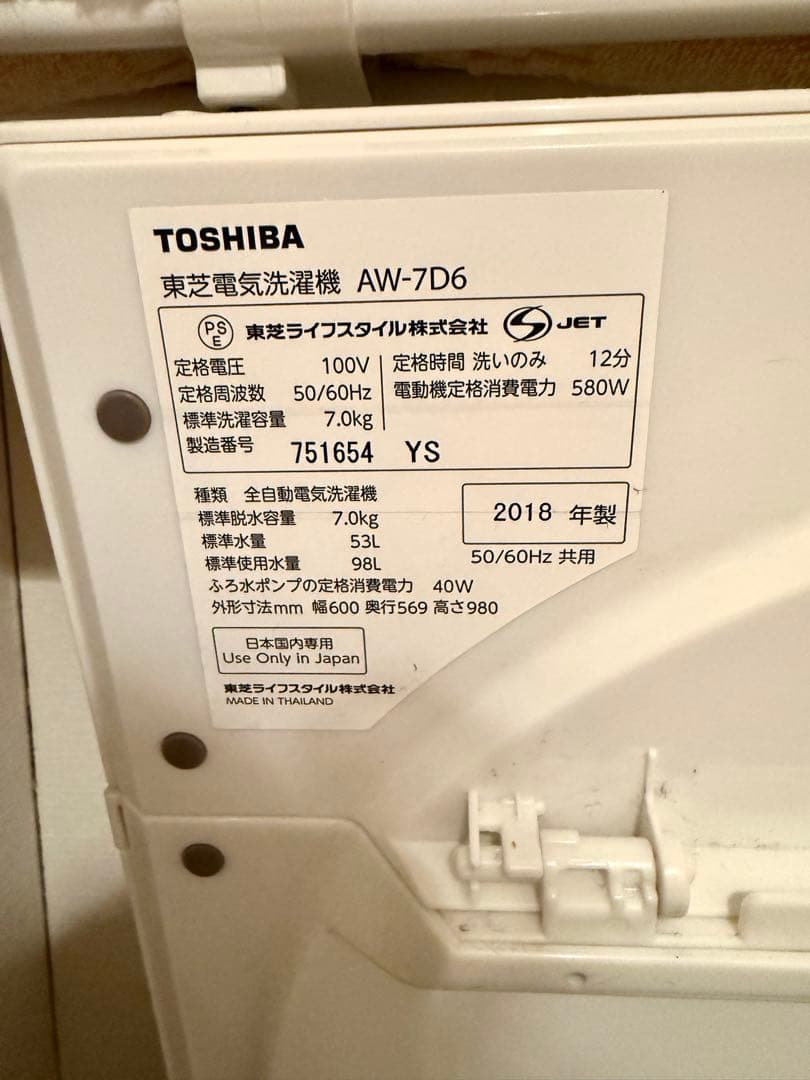 TOSHIBA
東芝電気洗濯機 AW-7D6
PS E 東芝ライフスタイル株式会社 S JET
定格電圧 100V 定格時間 洗いのみ 12分
定格周波数 50/60Hz 電動機定格消費電力 580W
標準洗濯容量 7.0kg
製造番号 751654 YS
種類 全自動電気洗濯機
標準脱水容量 7.0kg 2018 年製
標準水量 53L
標準使用水量 98L 50/60Hz 共用
ふろ水ポンプの定格消費電力 40W
外形寸法mm 幅600 奥行569 高さ980
日本国内専用
Use Only in Japan
東芝ライフスタイル株式会社
MADE IN THAILAND